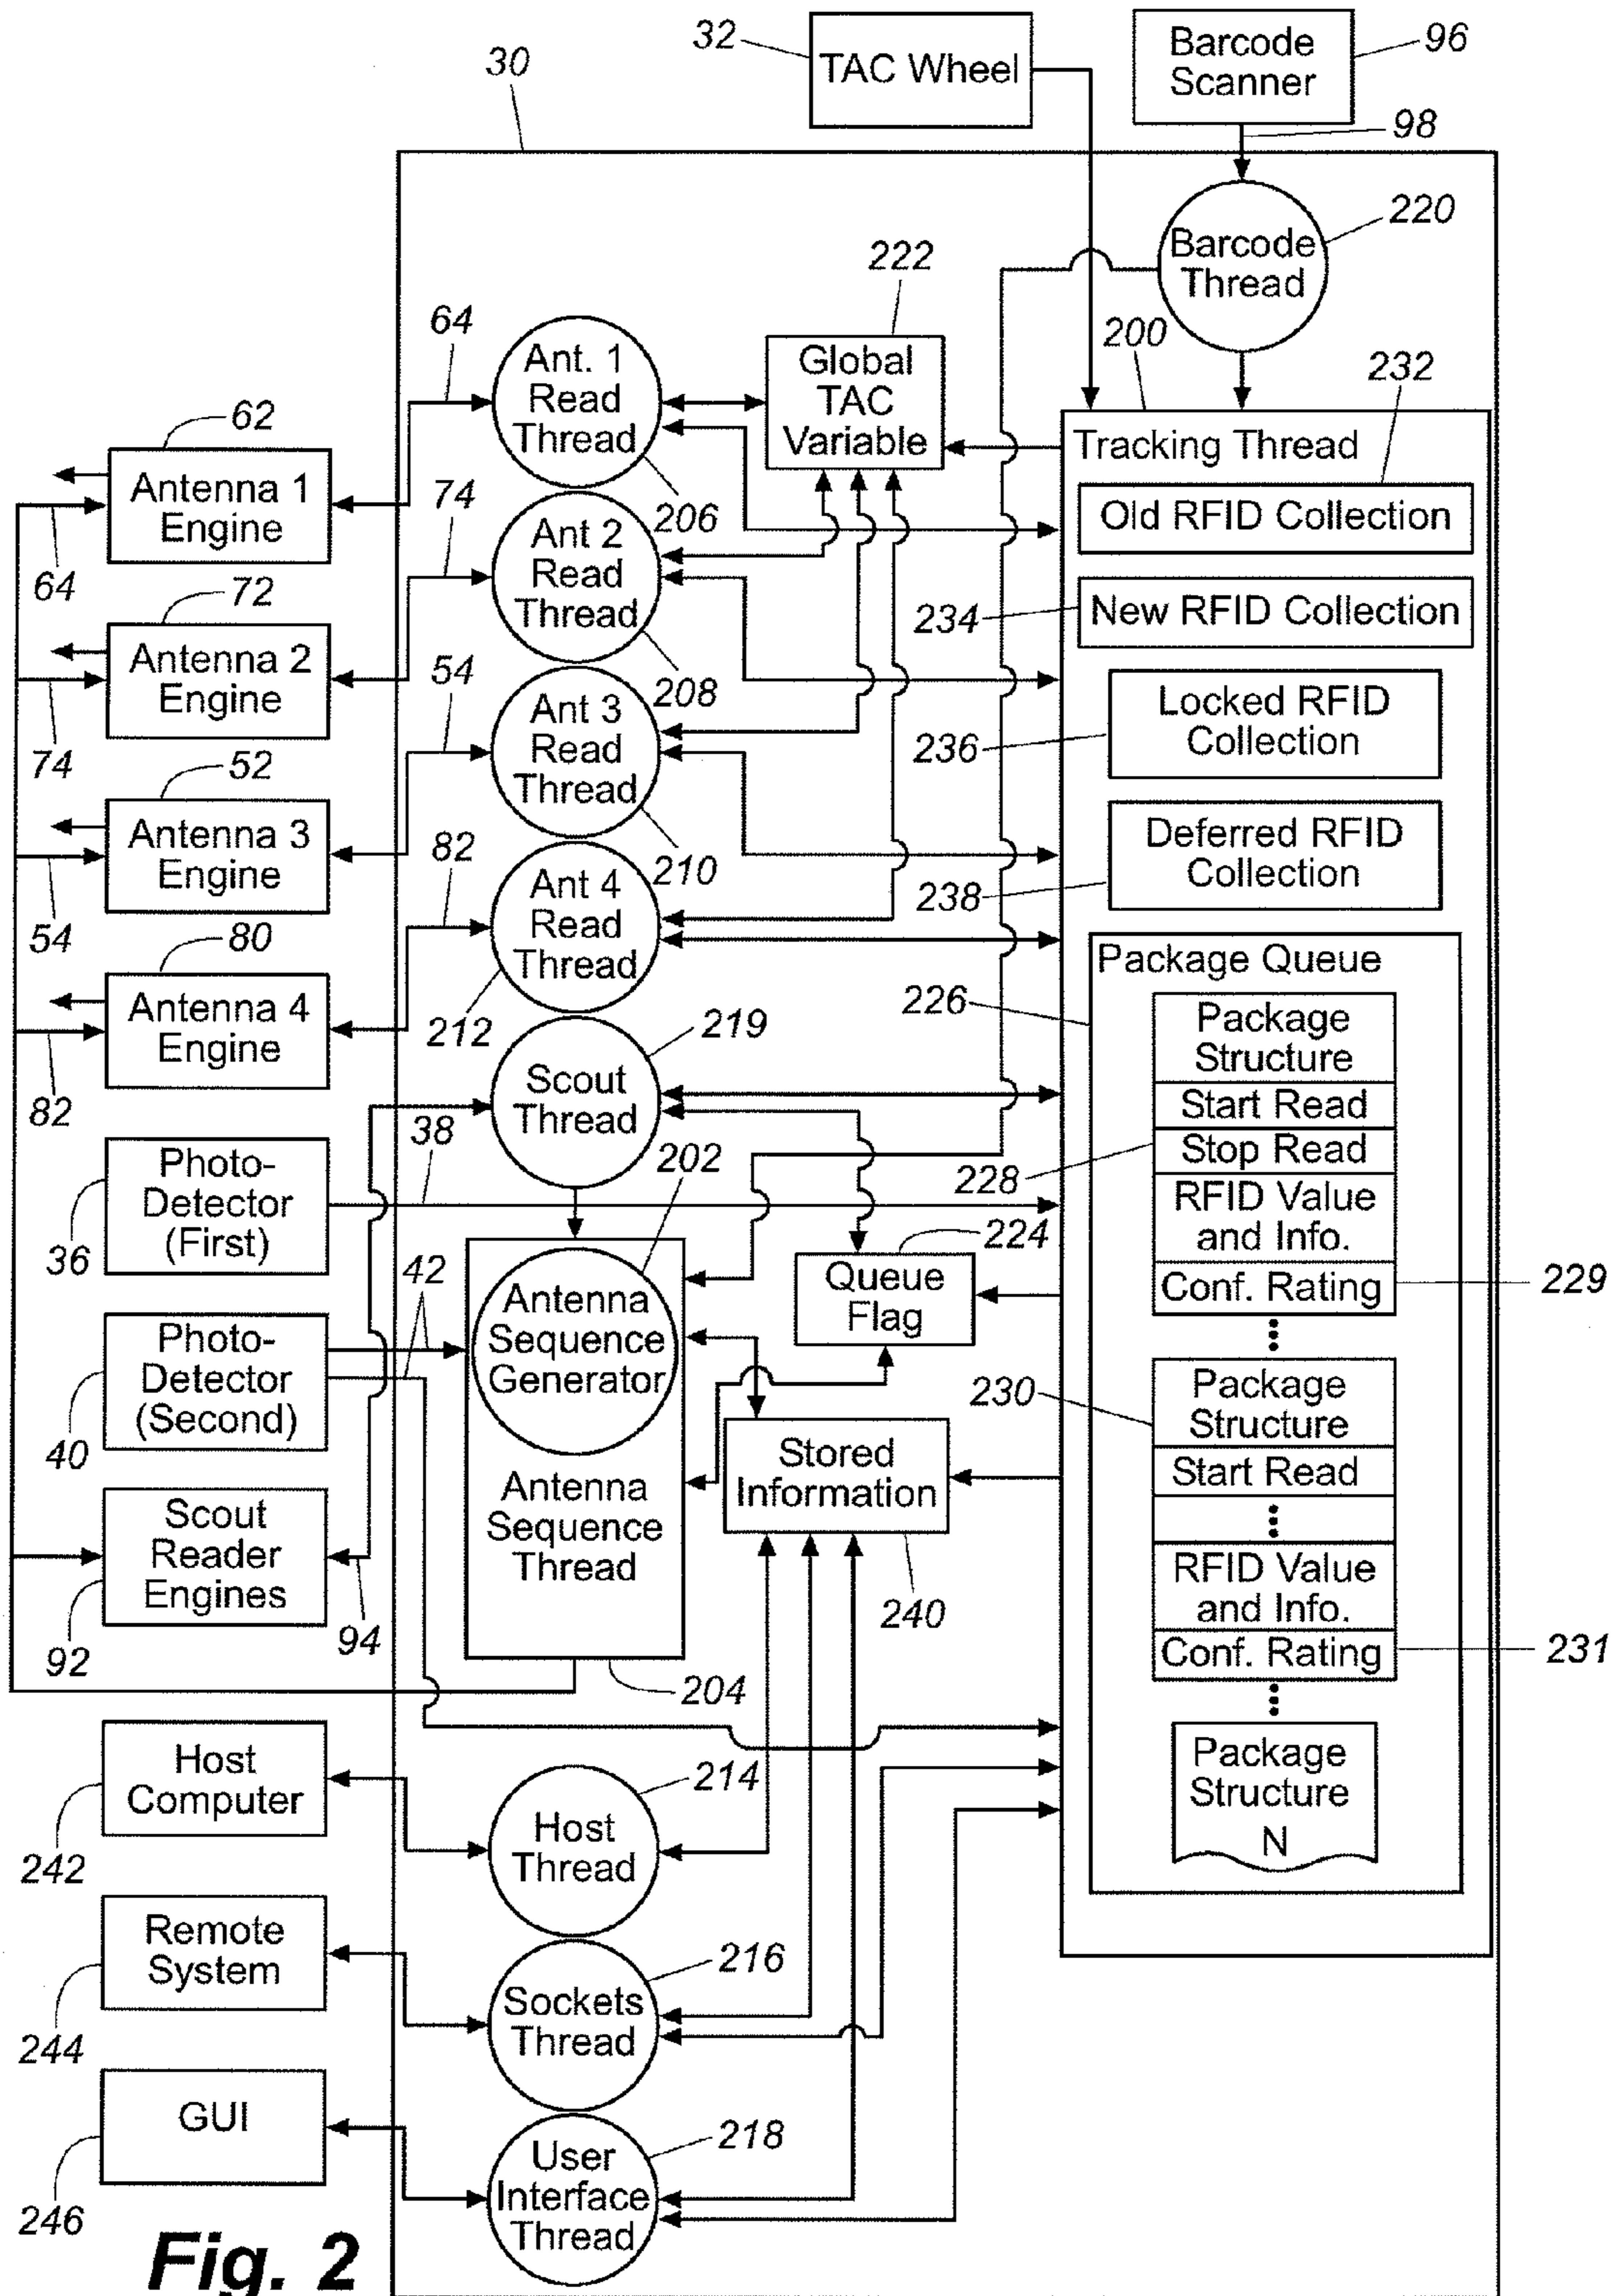 32
TAC Wheel
Barcode
Scanner
96
30
98
220
Barcode
Thread
222
64
Ant. 1
Read
Thread
Global
TAC
Variable
200
232
62
Tracking Thread
Antenna 1
Engine
74
206
Old RFID Collection
64
Ant 2
Read
Thread
72
234
New RFID Collection
Antenna 2
Engine
54
208
74
Ant 3
Read
Thread
Locked RFID
Collection
236
52
Antenna 3
Engine
82
210
Deferred RFID
Collection
238
54
Ant 4
Read
Thread
80
Package Queue
Antenna 4
Engine
212
219
226
Package
Structure
82
Scout
Thread
Start Read
38
Photo-
Detector
(First)
202
228
Stop Read
RFID Value
and Info.
36
224
42
Antenna
Sequence
Generator
Queue
Flag
Conf. Rating
229
Photo-
Detector
(Second)
230
Package
Structure
40
Stored
Information
Start Read
Scout
Reader
Engines
Antenna
Sequence
Thread
RFID Value
and Info.
92
94
240
Conf. Rating
231
204
Host
Computer
214
Package
Structure
N
242
Host
Thread
Remote
System
216
244
Sockets
Thread
GUI
218
246
User
Interface
Thread
Fig. 2